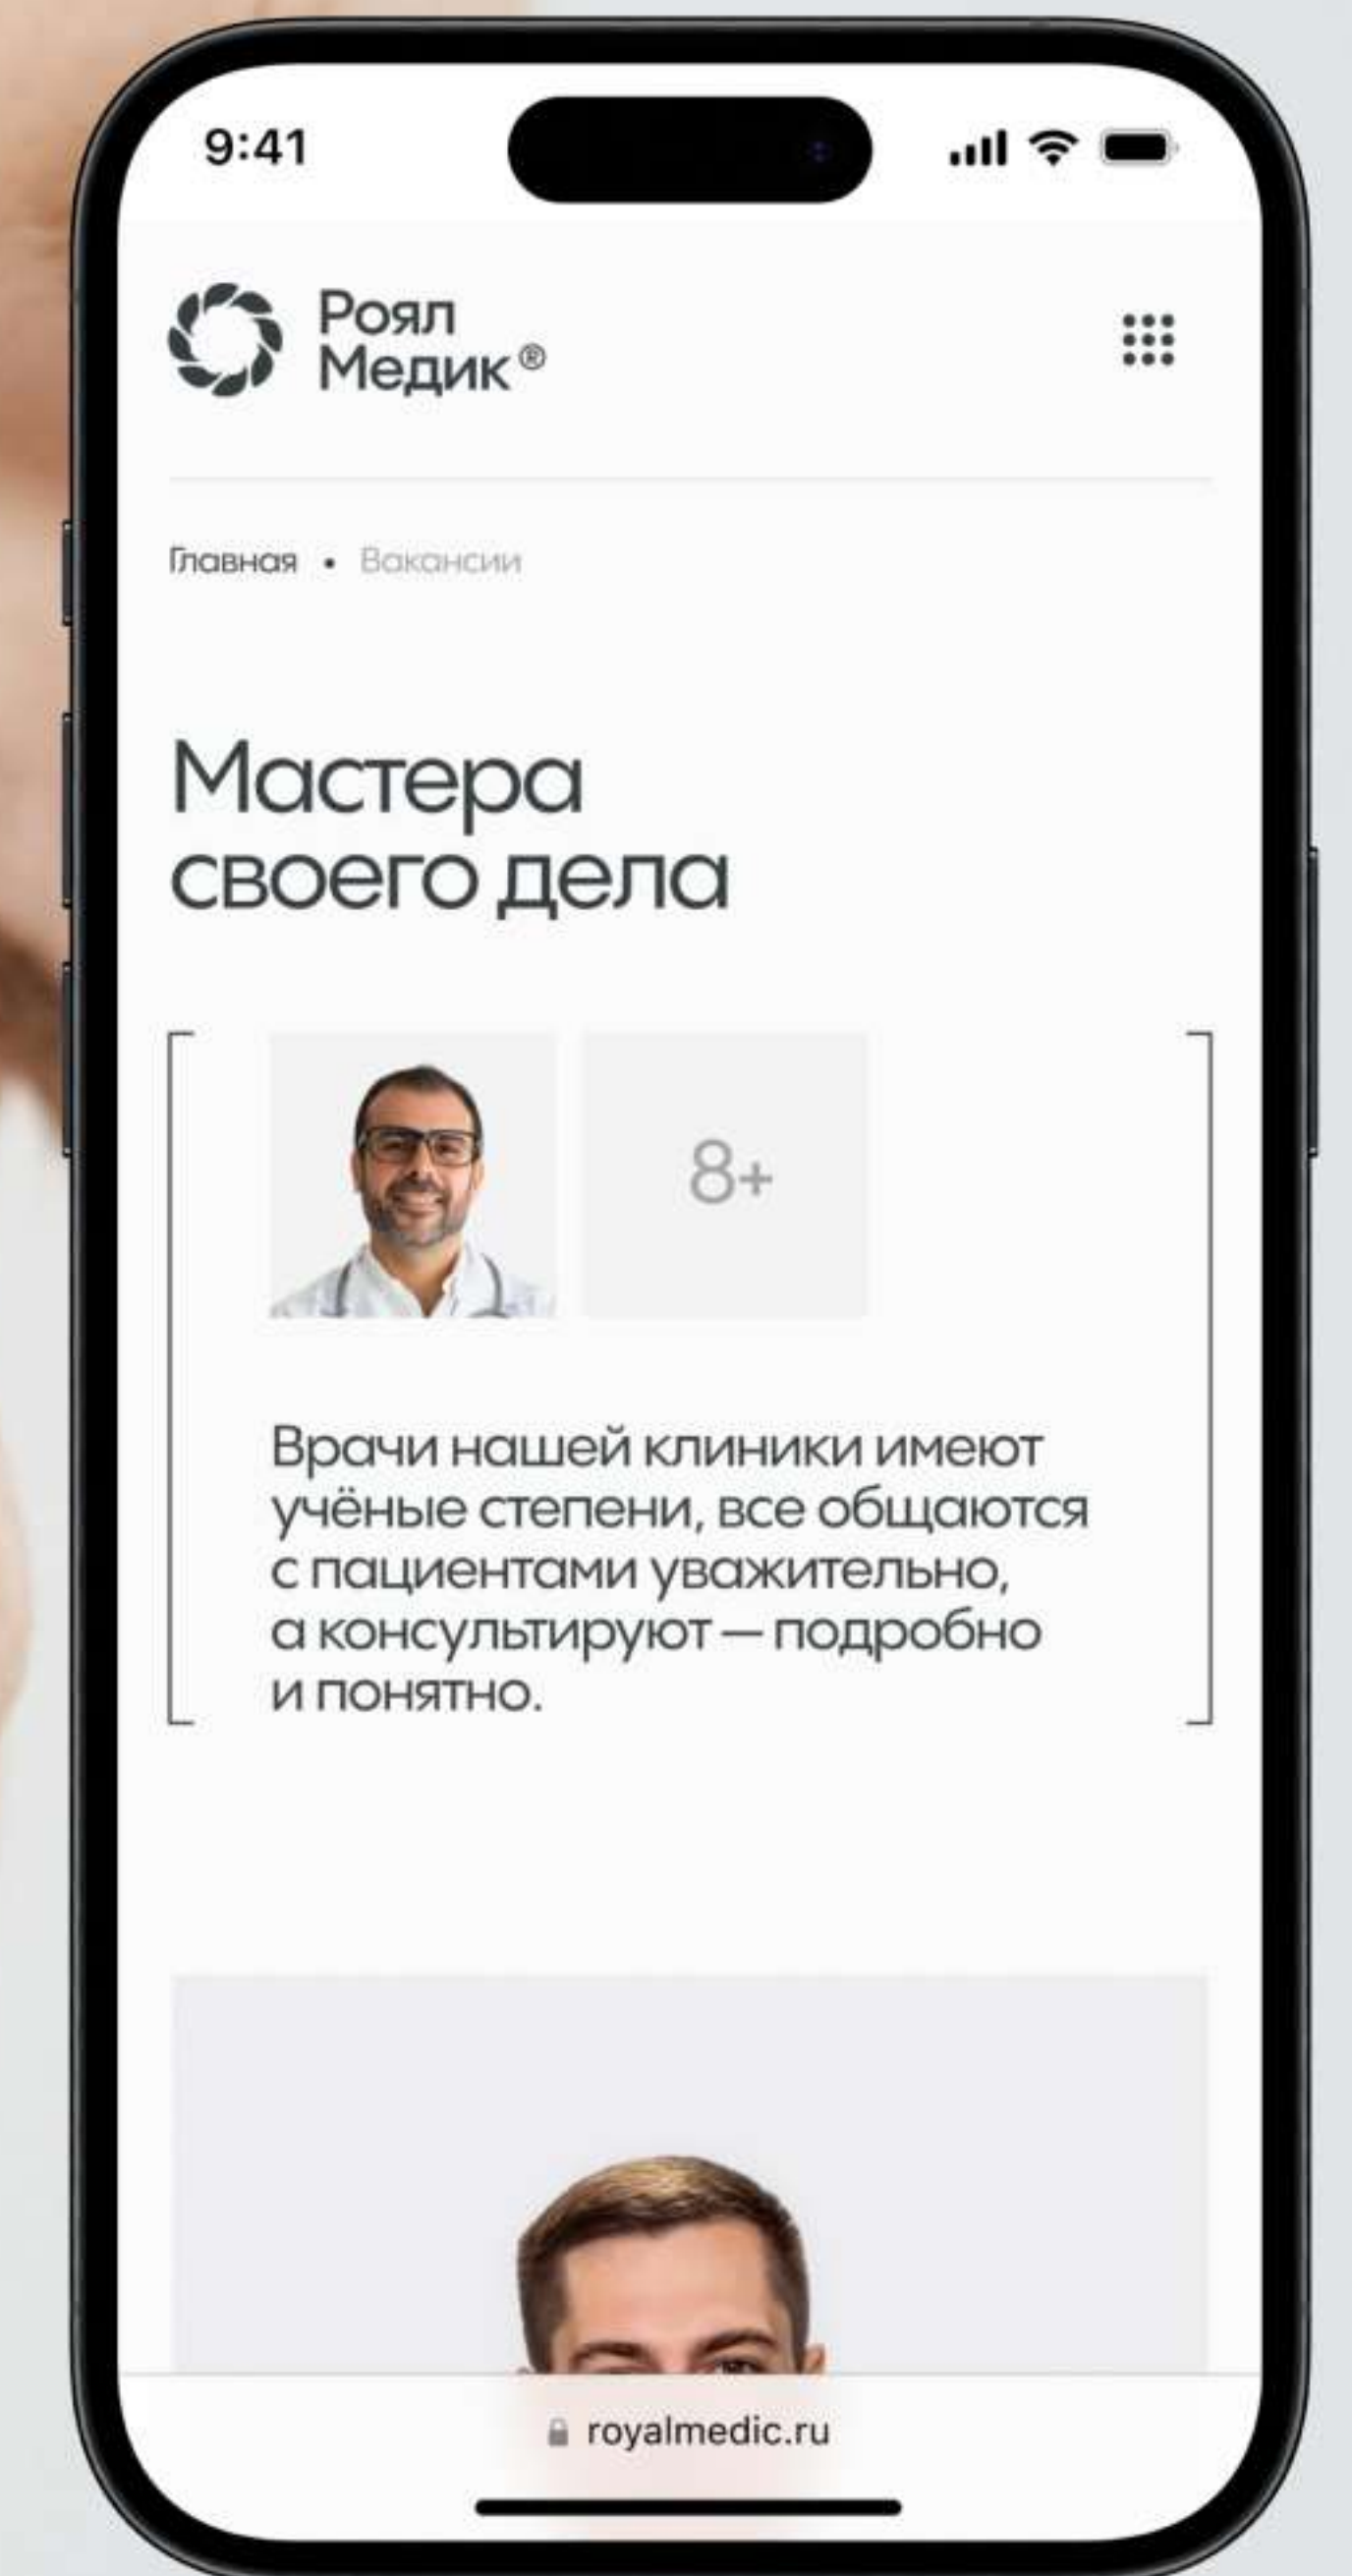 9:41
Роял
Медик®
Главная • Вакансии
Мастера
своего дела
8+
Врачи нашей клиники имеют
учёные степени, все общаются
с пациентами уважительно,
а консультируют — подробно
и понятно.
royalmedic.ru